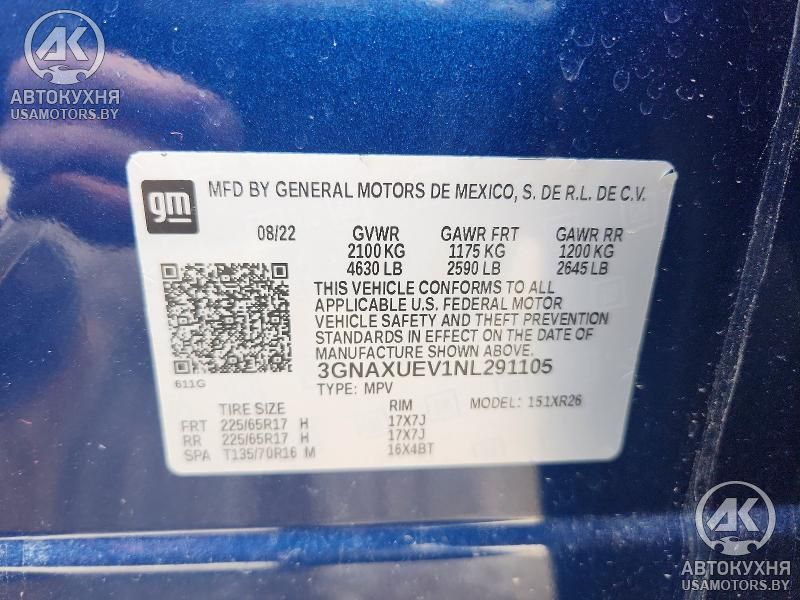 AK
АВТОКУХНЯ
USAMOTORS.BY
gm
MFD BY GENERAL MOTORS DE MEXICO, S. DE R.L. DE C.V.
08/22 GVWR GAWR FRT GAWR RR
2100 KG 1175 KG 1200 KG
4630 LB 2590 LB 2645 LB
THIS VEHICLE CONFORMS TO ALL
APPLICABLE U.S. FEDERAL MOTOR
VEHICLE SAFETY AND THEFT PREVENTION
STANDARDS IN EFFECT ON THE DATE OF
MANUFACTURE SHOWN ABOVE.
3GNAXUEV1NL291105
611G
TYPE: MPV MODEL: 151XR26
TIRE SIZE RIM
FRT 225/65R17 H 17X7J
RR 225/65R17 H 17X7J
SPA T135/70R16 M 16X4BT
AK
АВТОКУХНЯ
USAMOTORS.BY